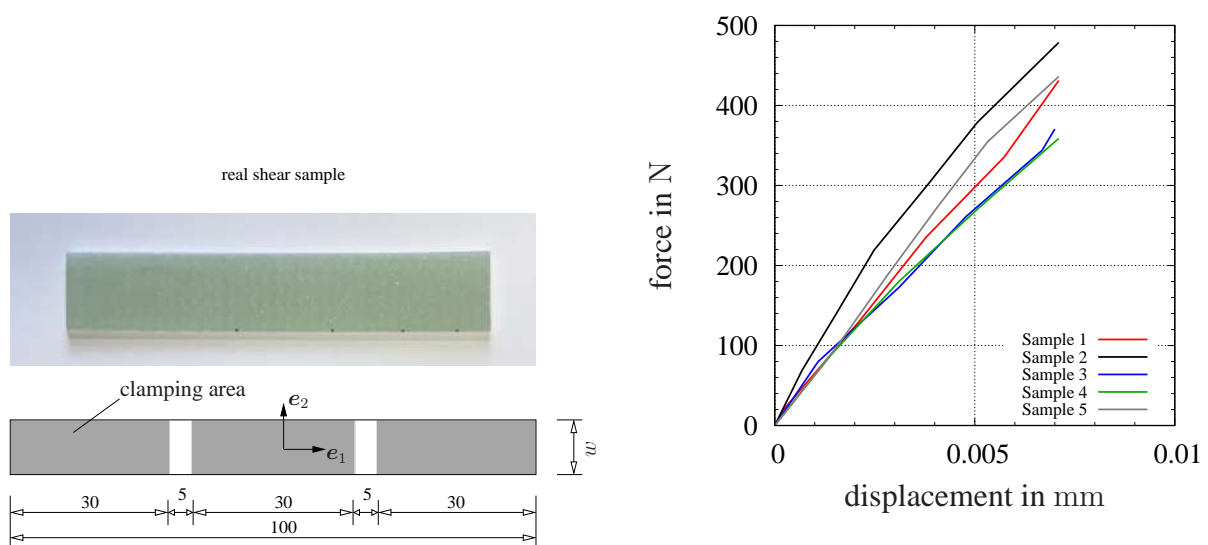 real shear sample
clamping area
e2
e1
w
30 5 30 5 30
100
500
400
300
200
100
0
force in N
Sample 1
Sample 2
Sample 3
Sample 4
Sample 5
0 0.005 0.01
displacement in mm